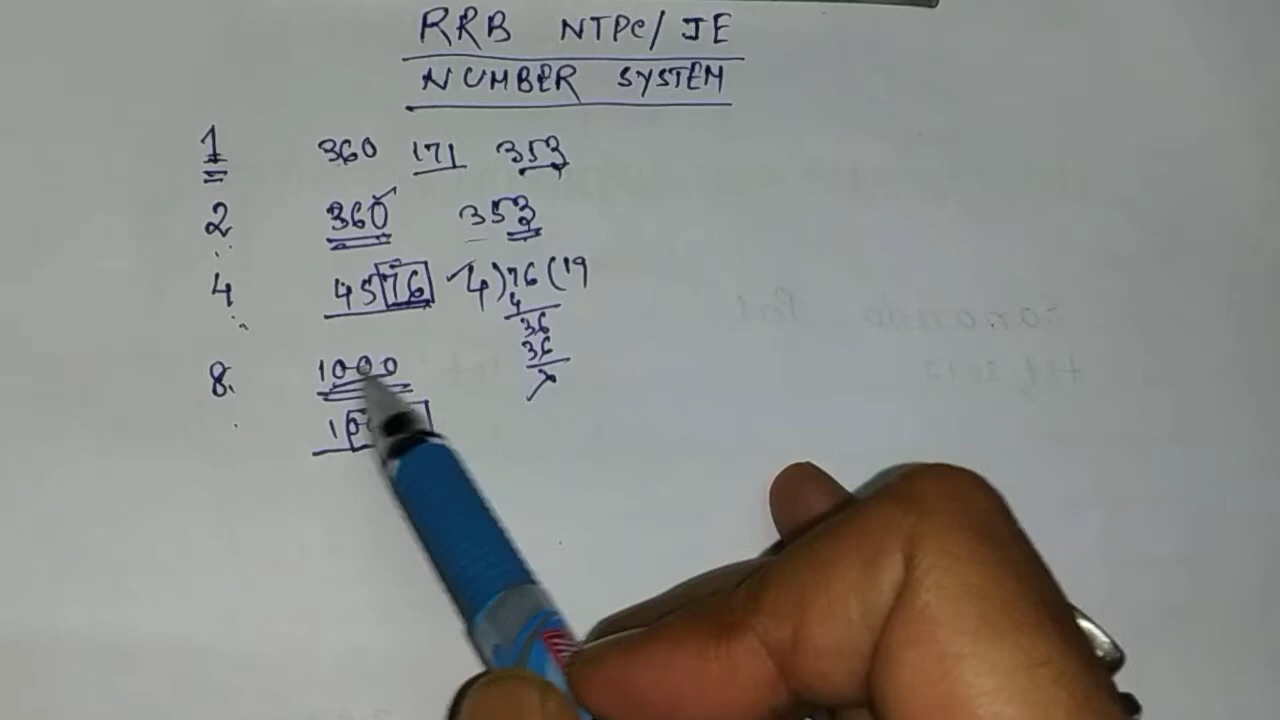 RRB NTPC/JE
NUMBER SYSTEM
1 360 171 353
2 360 353
4 4576 4)76(19
4
36
36
x
8. 1000